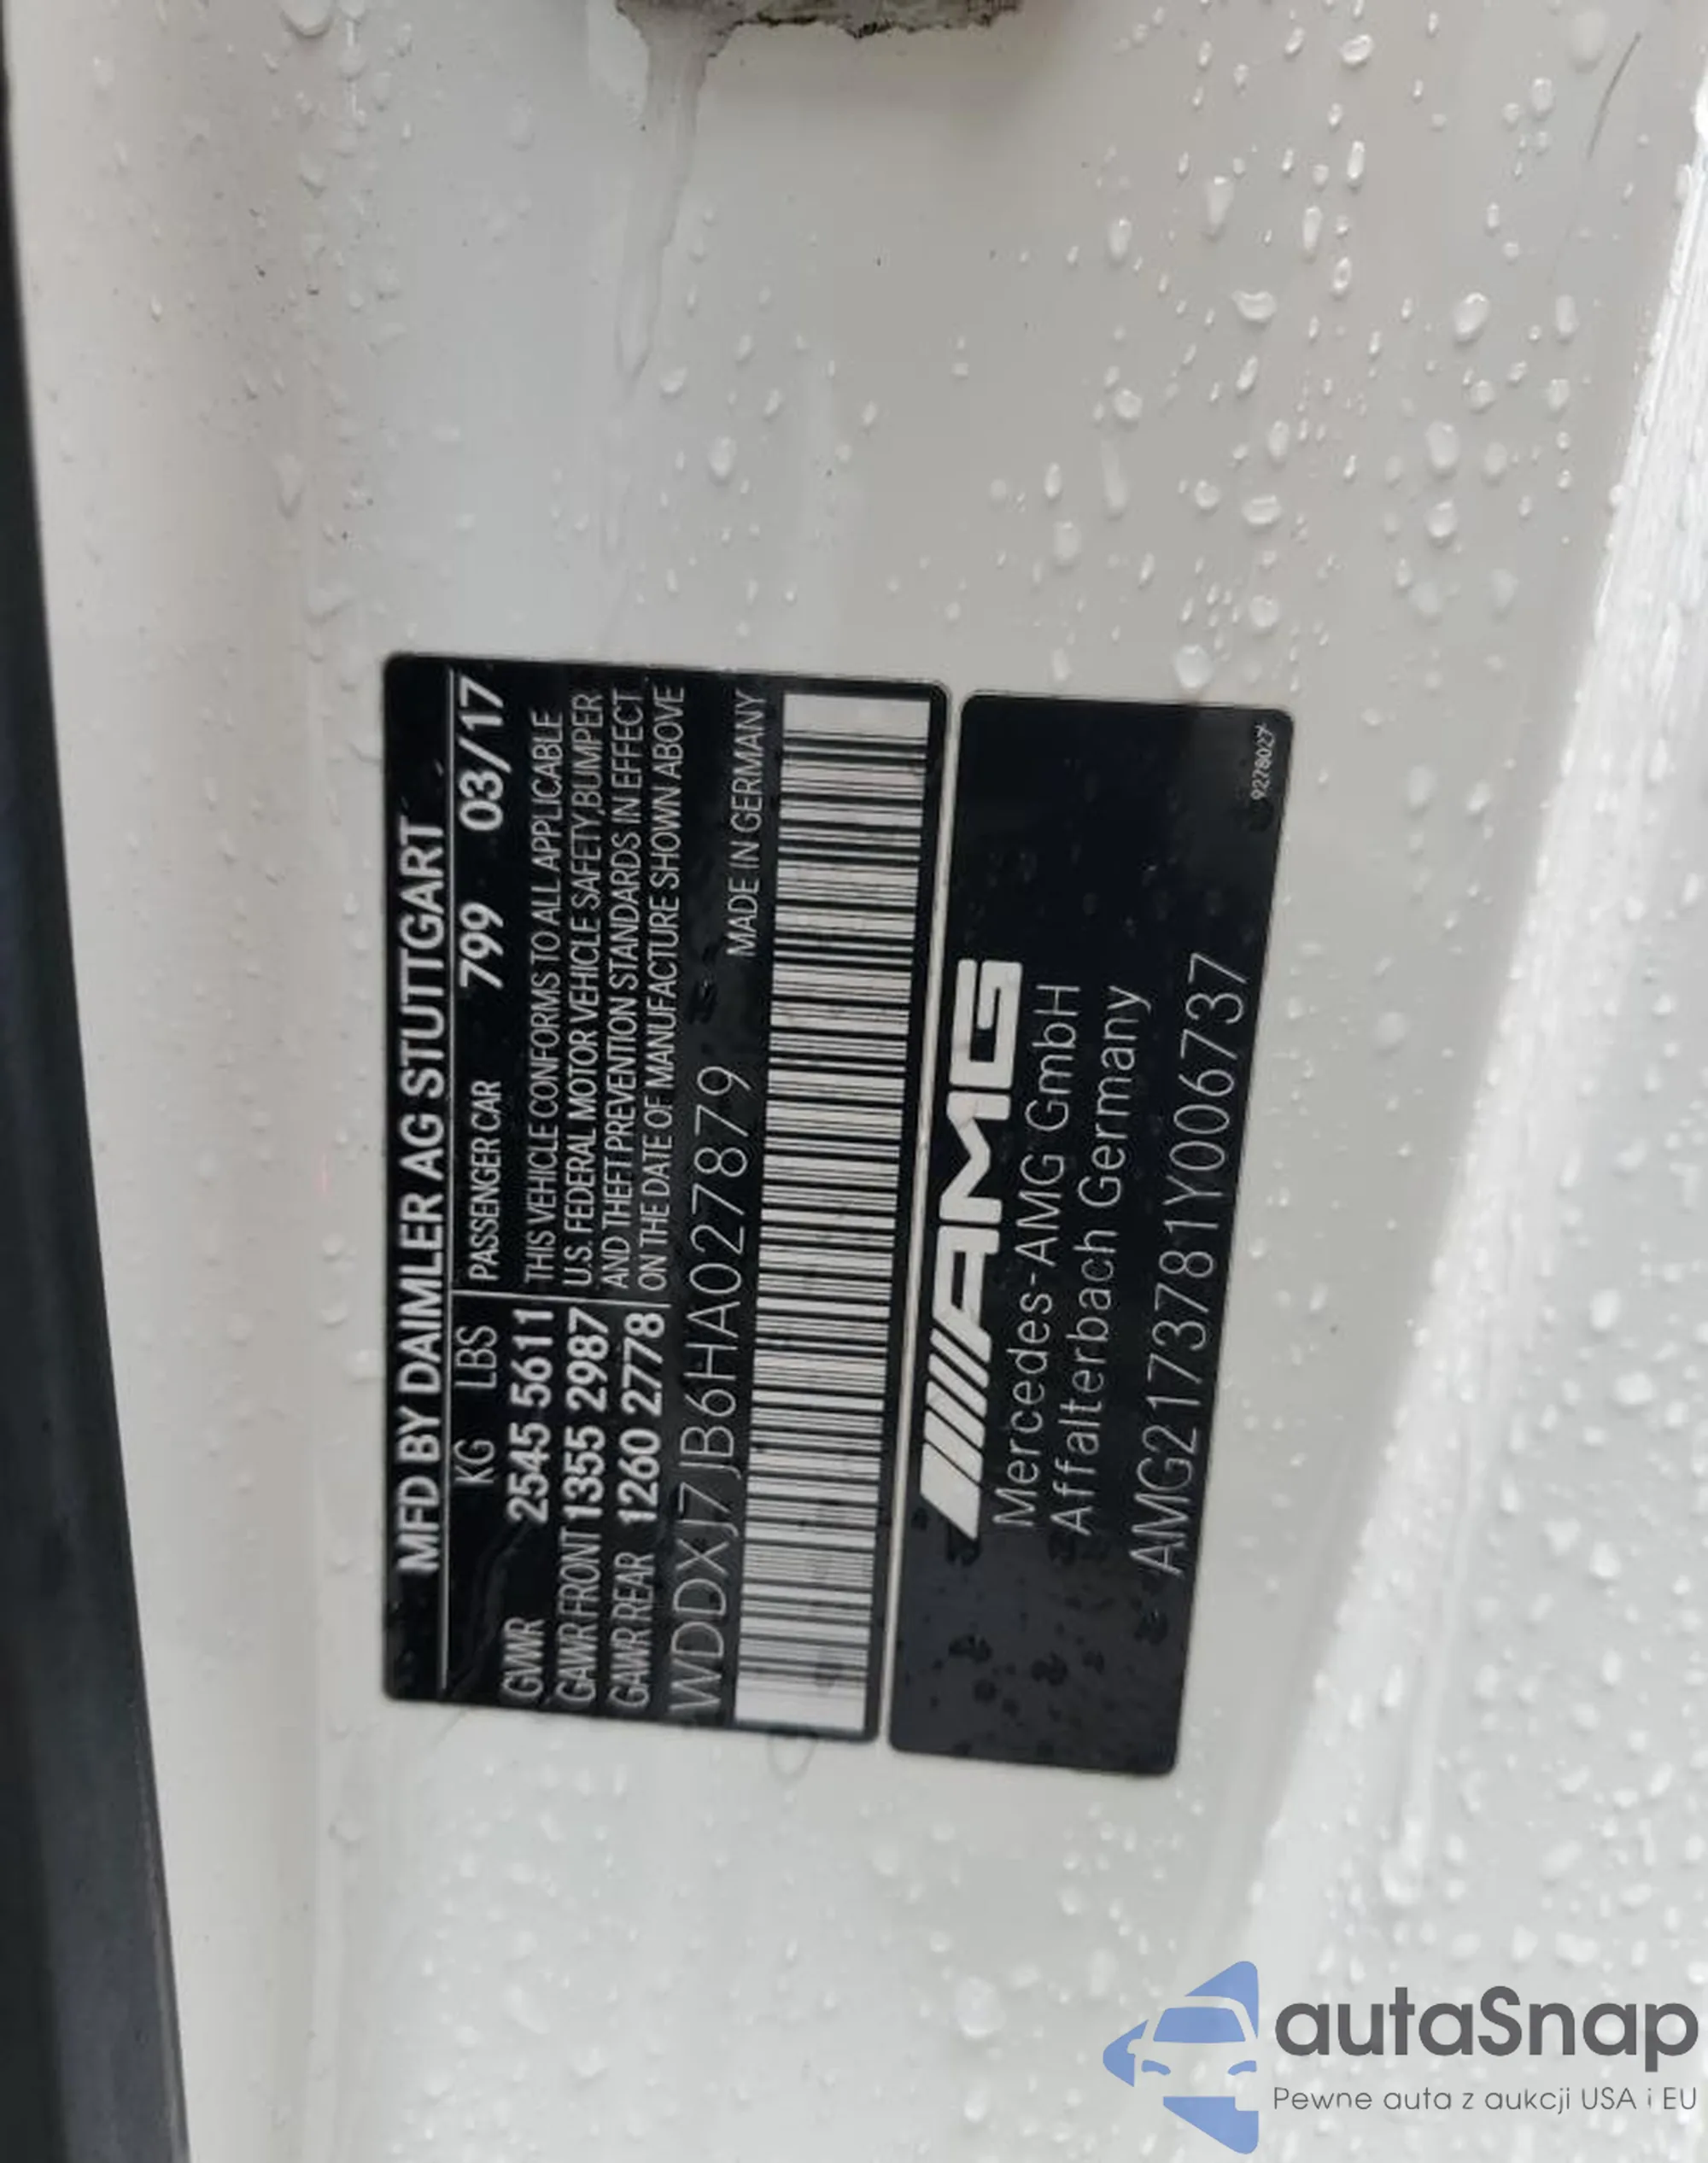 MFD BY DAIMLER AG STUTTGART
KG LBS PASSENGER CAR 799 03/17
GVWR 2545 5611 THIS VEHICLE CONFORMS TO ALL APPLICABLE
GAWR FRONT 1355 2987 U.S. FEDERAL MOTOR VEHICLE SAFETY,BUMPER
GAWR REAR 1260 2778 AND THEFT PREVENTION STANDARDS IN EFFECT
ON THE DATE OF MANUFACTURE SHOWN ABOVE
WDDXJ7JB6HA027879
MADE IN GERMANY
AMG
Mercedes-AMG GmbH
Affalterbach Germany
AMG2173781Y006737
9278027
autaSnap
Pewne auta z aukcji USA i EU